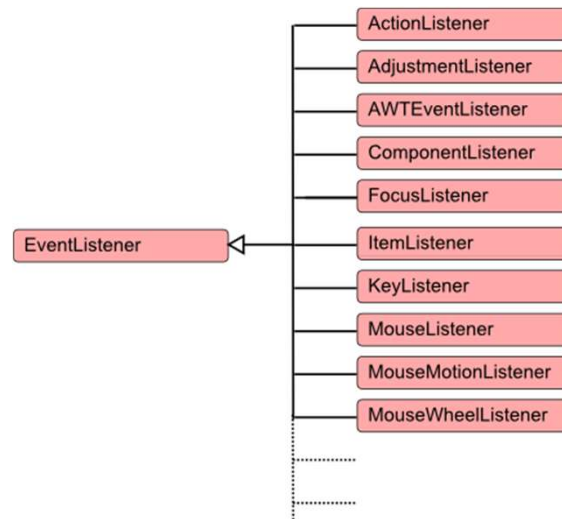 ActionListener
AdjustmentListener
AWTEventListener
ComponentListener
FocusListener
EventListener
ItemListener
KeyListener
MouseListener
MouseMotionListener
MouseWheelListener